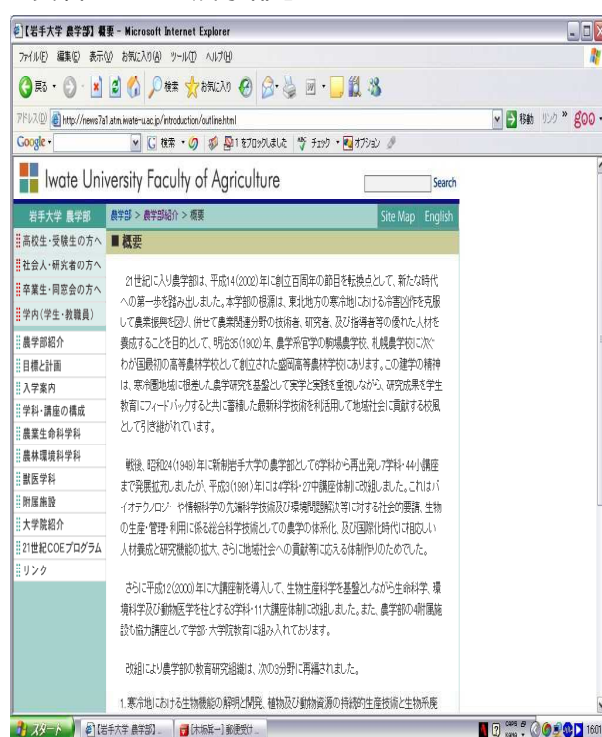 【岩手大学 農学部】 概要 - Microsoft Internet Explorer
ファイル(F) 編集(E) 表示(V) お気に入り(A) ツール(T) ヘルプ(H)
戻る 検索 お気に入り
アドレス(D) http://news7a1.atm.iwate-u.ac.jp/introduction/outline.html 移動 リンク » goo
Google 検索 1 をブロックしました チェック オプション
Iwate University Faculty of Agriculture Search
岩手大学 農学部
農学部 > 農学部紹介 > 概要 Site Map English
高校生・受験生の方へ
社会人・研究者の方へ
卒業生・同窓会の方へ
学内(学生・教職員)
農学部紹介
目標と計画
入学案内
学科・講座の構成
農業生命科学科
農林環境科学科
獣医学科
附属施設
大学院紹介
21世紀COEプログラム
リンク
■ 概要
21世紀に入り農学部は、平成14(2002)年に創立百周年の節目を転換点として、新たな時代
への第一歩を踏み出しました。本学部の根源は、東北地方の寒冷地における冷害凶作を克服
して農業振興を図り、併せて農業関連分野の技術者、研究者、及び指導者等の優れた人材を
養成することを目的として、明治35(1902)年、農学系官学の駒場農学校、札幌農学校に次ぐ
わが国最初の高等農林学校として創立された盛岡高等農林学校にあります。この建学の精神
は、寒冷圏地域に根差した農学研究を基盤として実学と実践を重視しながら、研究成果を学生
教育にフィードバックすると共に蓄積した最新科学技術を利活用して地域社会に貢献する校風
として引き継がれています。
戦後、昭和24(1949)年に新制岩手大学の農学部として6学科から再出発し7学科・44小講座
まで発展拡充しましたが、平成3(1991)年には4学科・27中講座体制に改組しました。これはバ
イオテクノロジーや情報科学の先端科学技術及び環境問題解決等に対する社会的要請、生物
の生産・管理・利用に係る総合科学技術としての農学の体系化、及び国際化時代に相応しい
人材養成と研究機能の拡大、さらに地域社会への貢献等に応える体制作りのためでした。
さらに平成12(2000)年に大講座制を導入して、生物生産科学を基盤としながら生命科学、環
境科学及び動物医学を柱とする3学科・11大講座体制に改組しました。また、農学部の4附属施
設も協力講座として学部・大学院教育に組み入れております。
改組により農学部の教育研究組織は、次の3分野に再編されました。
1. 寒冷地における生物機能の解明と開発、植物及び動物資源の持続的生産技術と生物系廃
スタート 【岩手大学 農学部】... 郵便受け... CAPS KANA 16:01